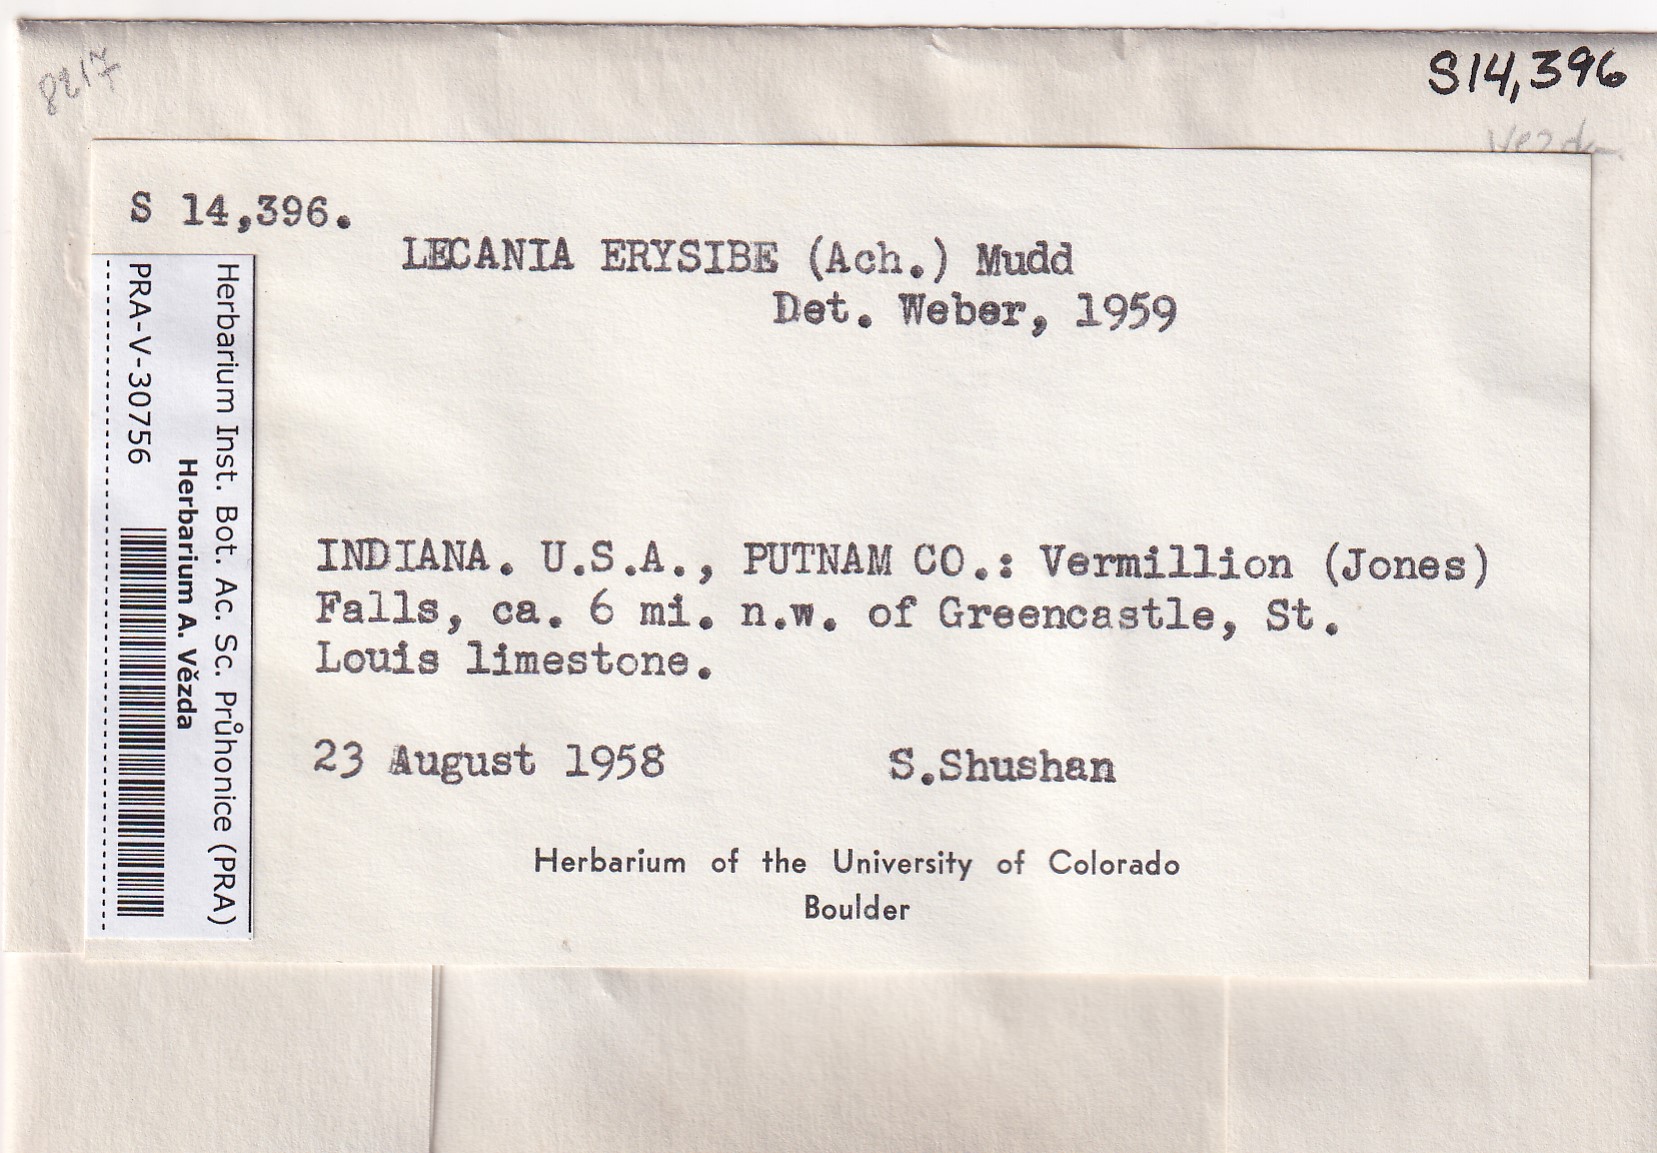 8217
S14,396
Vezda
S 14,396.
LECANIA ERYSIBE (Ach.) Mudd
Det. Weber, 1959
INDIANA. U.S.A., PUTNAM CO.: Vermillion (Jones)
Falls, ca. 6 mi. n.w. of Greencastle, St.
Louis limestone.
23 August 1958 S.Shushan
Herbarium of the University of Colorado
Boulder
Herbarium Inst. Bot. Ac. Sc. Průhonice (PRA)
Herbarium A. Vězda
PRA-V-30756